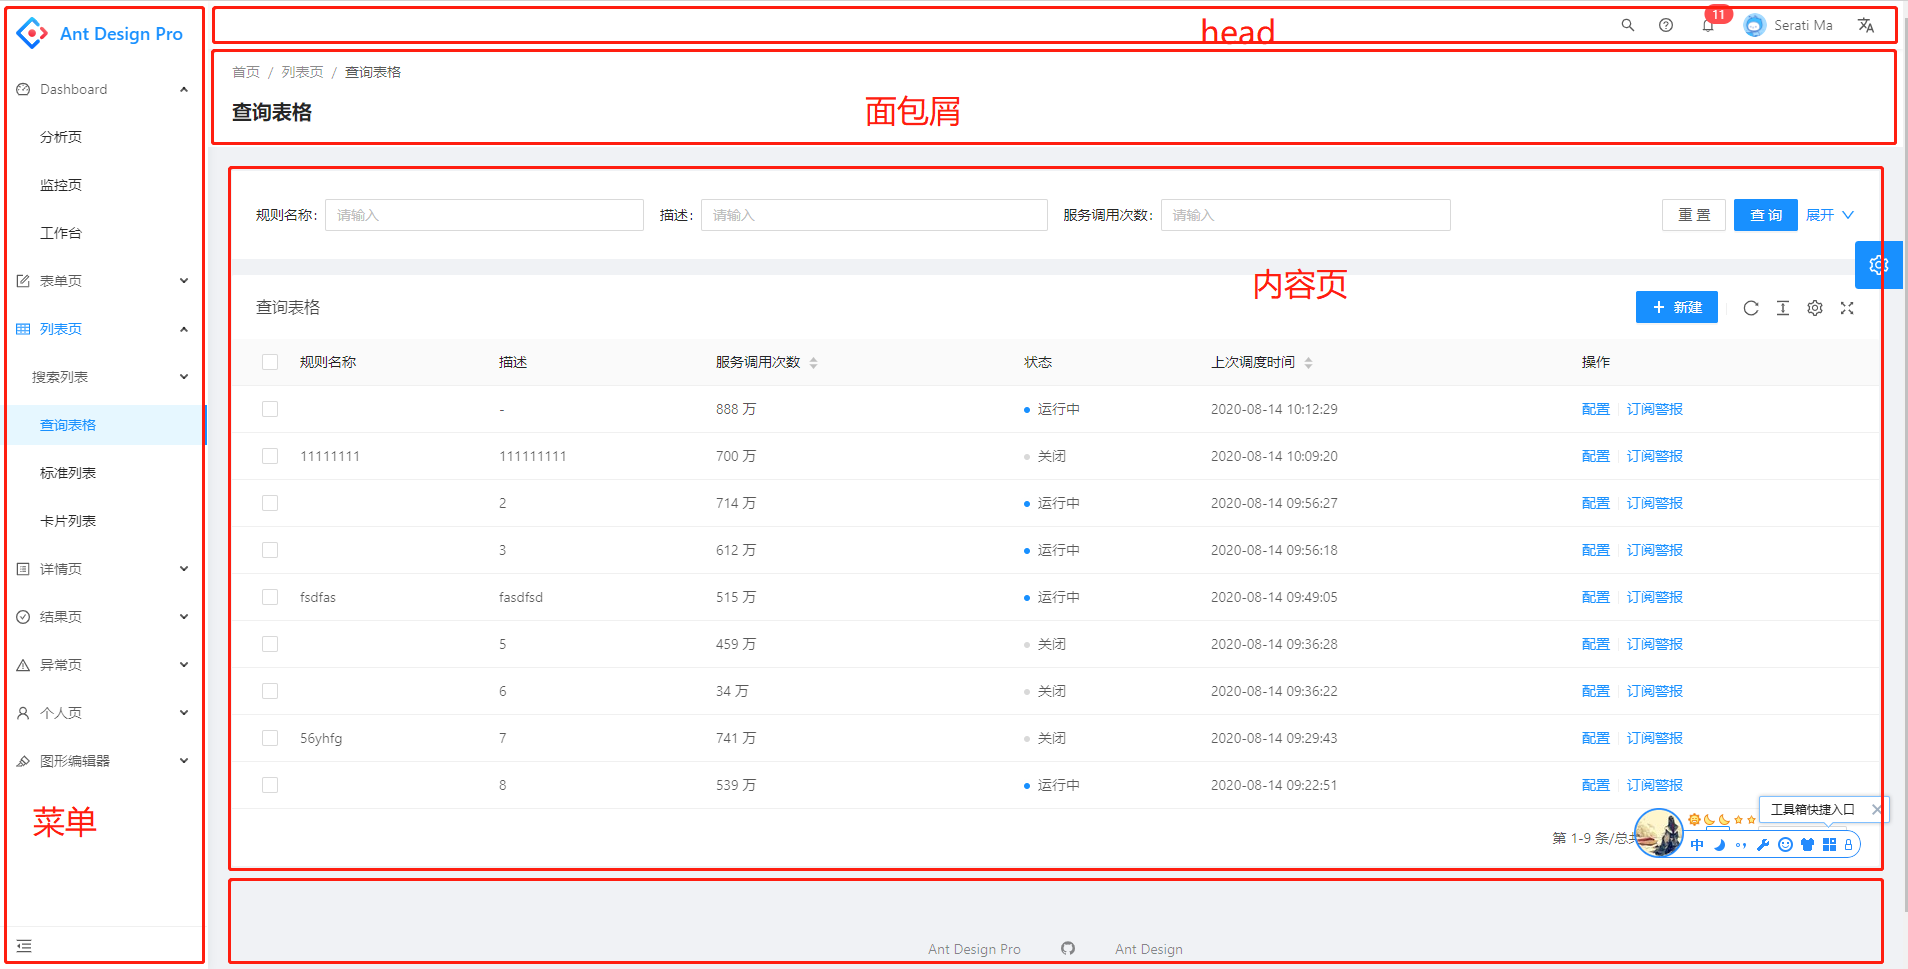 Ant Design Pro
head
11
Serati Ma
首页 / 列表页 / 查询表格
查询表格
面包屑
Dashboard
分析页
监控页
工作台
表单页
列表页
搜索列表
查询表格
标准列表
卡片列表
详情页
结果页
异常页
个人页
图形编辑器
菜单
规则名称: 请输入 描述: 请输入 服务调用次数: 请输入 重 置 查 询 展开
内容页
查询表格 + 新建
规则名称 描述 服务调用次数 状态 上次调度时间 操作
- 888 万 运行中 2020-08-14 10:12:29 配置 订阅警报
11111111 111111111 700 万 关闭 2020-08-14 10:09:20 配置 订阅警报
2 714 万 运行中 2020-08-14 09:56:27 配置 订阅警报
3 612 万 运行中 2020-08-14 09:56:18 配置 订阅警报
fsdfas fasdfsd 515 万 运行中 2020-08-14 09:49:05 配置 订阅警报
5 459 万 关闭 2020-08-14 09:36:28 配置 订阅警报
6 34 万 关闭 2020-08-14 09:36:22 配置 订阅警报
56yhfg 7 741 万 关闭 2020-08-14 09:29:43 配置 订阅警报
8 539 万 运行中 2020-08-14 09:22:51 配置 订阅警报
工具箱快捷入口
第 1-9 条/总
中
Ant Design Pro Ant Design